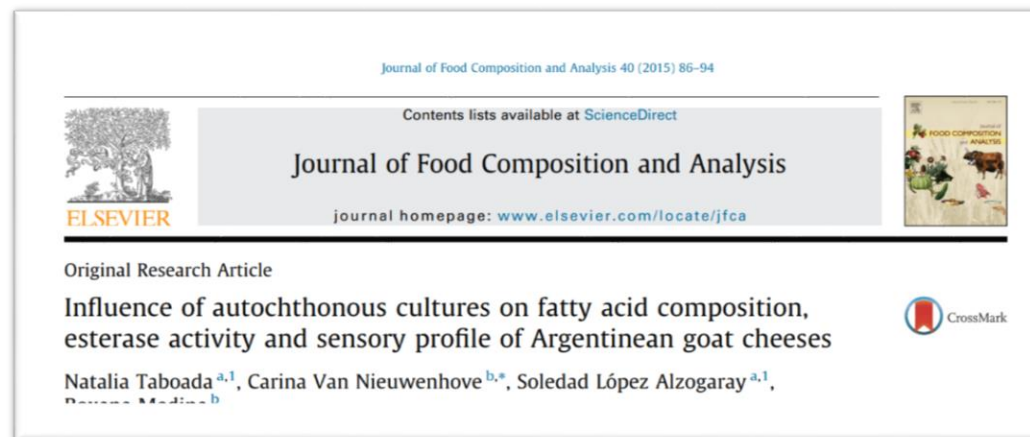 Journal of Food Composition and Analysis 40 (2015) 86–94
Contents lists available at ScienceDirect
Journal of Food Composition and Analysis
journal homepage: www.elsevier.com/locate/jfca
ELSEVIER
FOOD COMPOSITION
ANALYSIS
Original Research Article
Influence of autochthonous cultures on fatty acid composition,
esterase activity and sensory profile of Argentinean goat cheeses
CrossMark
Natalia Taboada a,1, Carina Van Nieuwenhove b,*, Soledad López Alzogaray a,1,